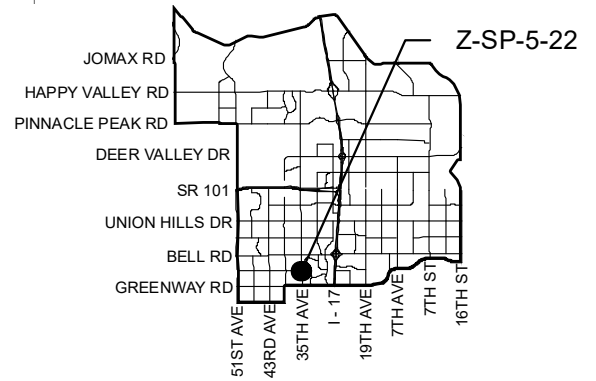 Z-SP-5-22
JOMAX RD
HAPPY VALLEY RD
PINNACLE PEAK RD
DEER VALLEY DR
SR 101
UNION HILLS DR
BELL RD
GREENWAY RD
51ST AVE
43RD AVE
35TH AVE
I - 17
19TH AVE
7TH AVE
7TH ST
16TH ST